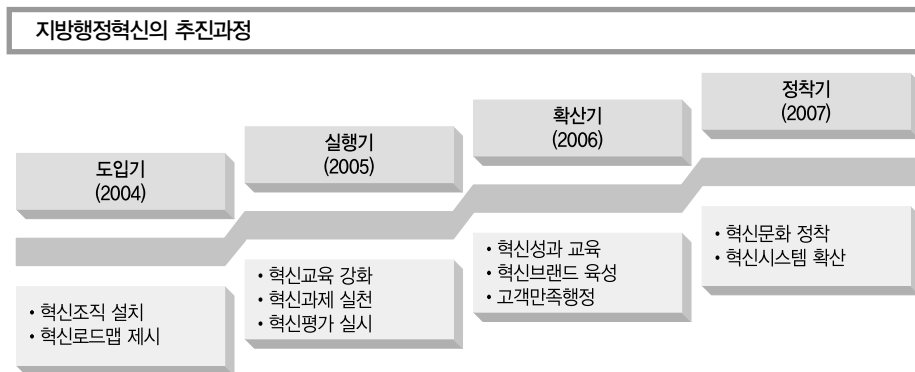 지방행정혁신의 추진과정
도입기
(2004)
• 혁신조직 설치
• 혁신로드맵 제시
실행기
(2005)
• 혁신교육 강화
• 혁신과제 실천
• 혁신평가 실시
확산기
(2006)
• 혁신성과 교육
• 혁신브랜드 육성
• 고객만족행정
정착기
(2007)
• 혁신문화 정착
• 혁신시스템 확산